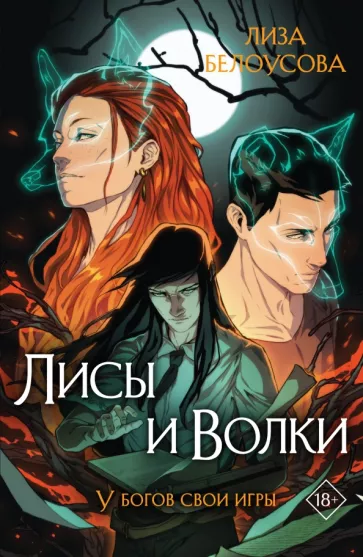 ЛИЗА
БЕЛОУСОВА
ЛИСЫ
И ВОЛКИ
У БОГОВ СВОИ ИГРЫ
18+